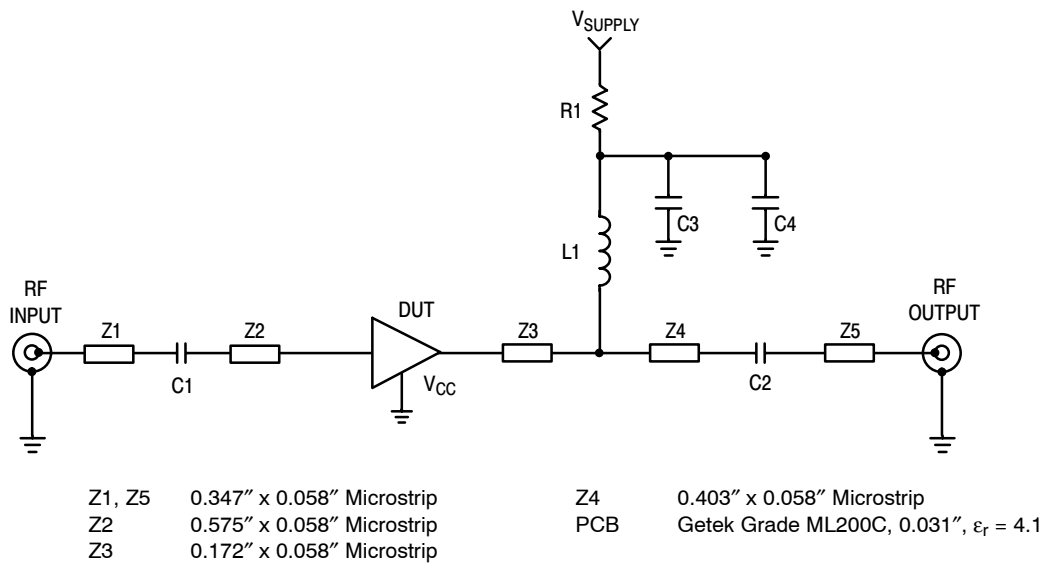 VSUPPLY
R1
C3
C4
L1
RF
INPUT
Z1
C1
Z2
DUT
VCC
Z3
Z4
C2
Z5
RF
OUTPUT
Z1, Z5 0.347″ x 0.058″ Microstrip
Z2 0.575″ x 0.058″ Microstrip
Z3 0.172″ x 0.058″ Microstrip
Z4 0.403″ x 0.058″ Microstrip
PCB Getek Grade ML200C, 0.031″, εr = 4.1